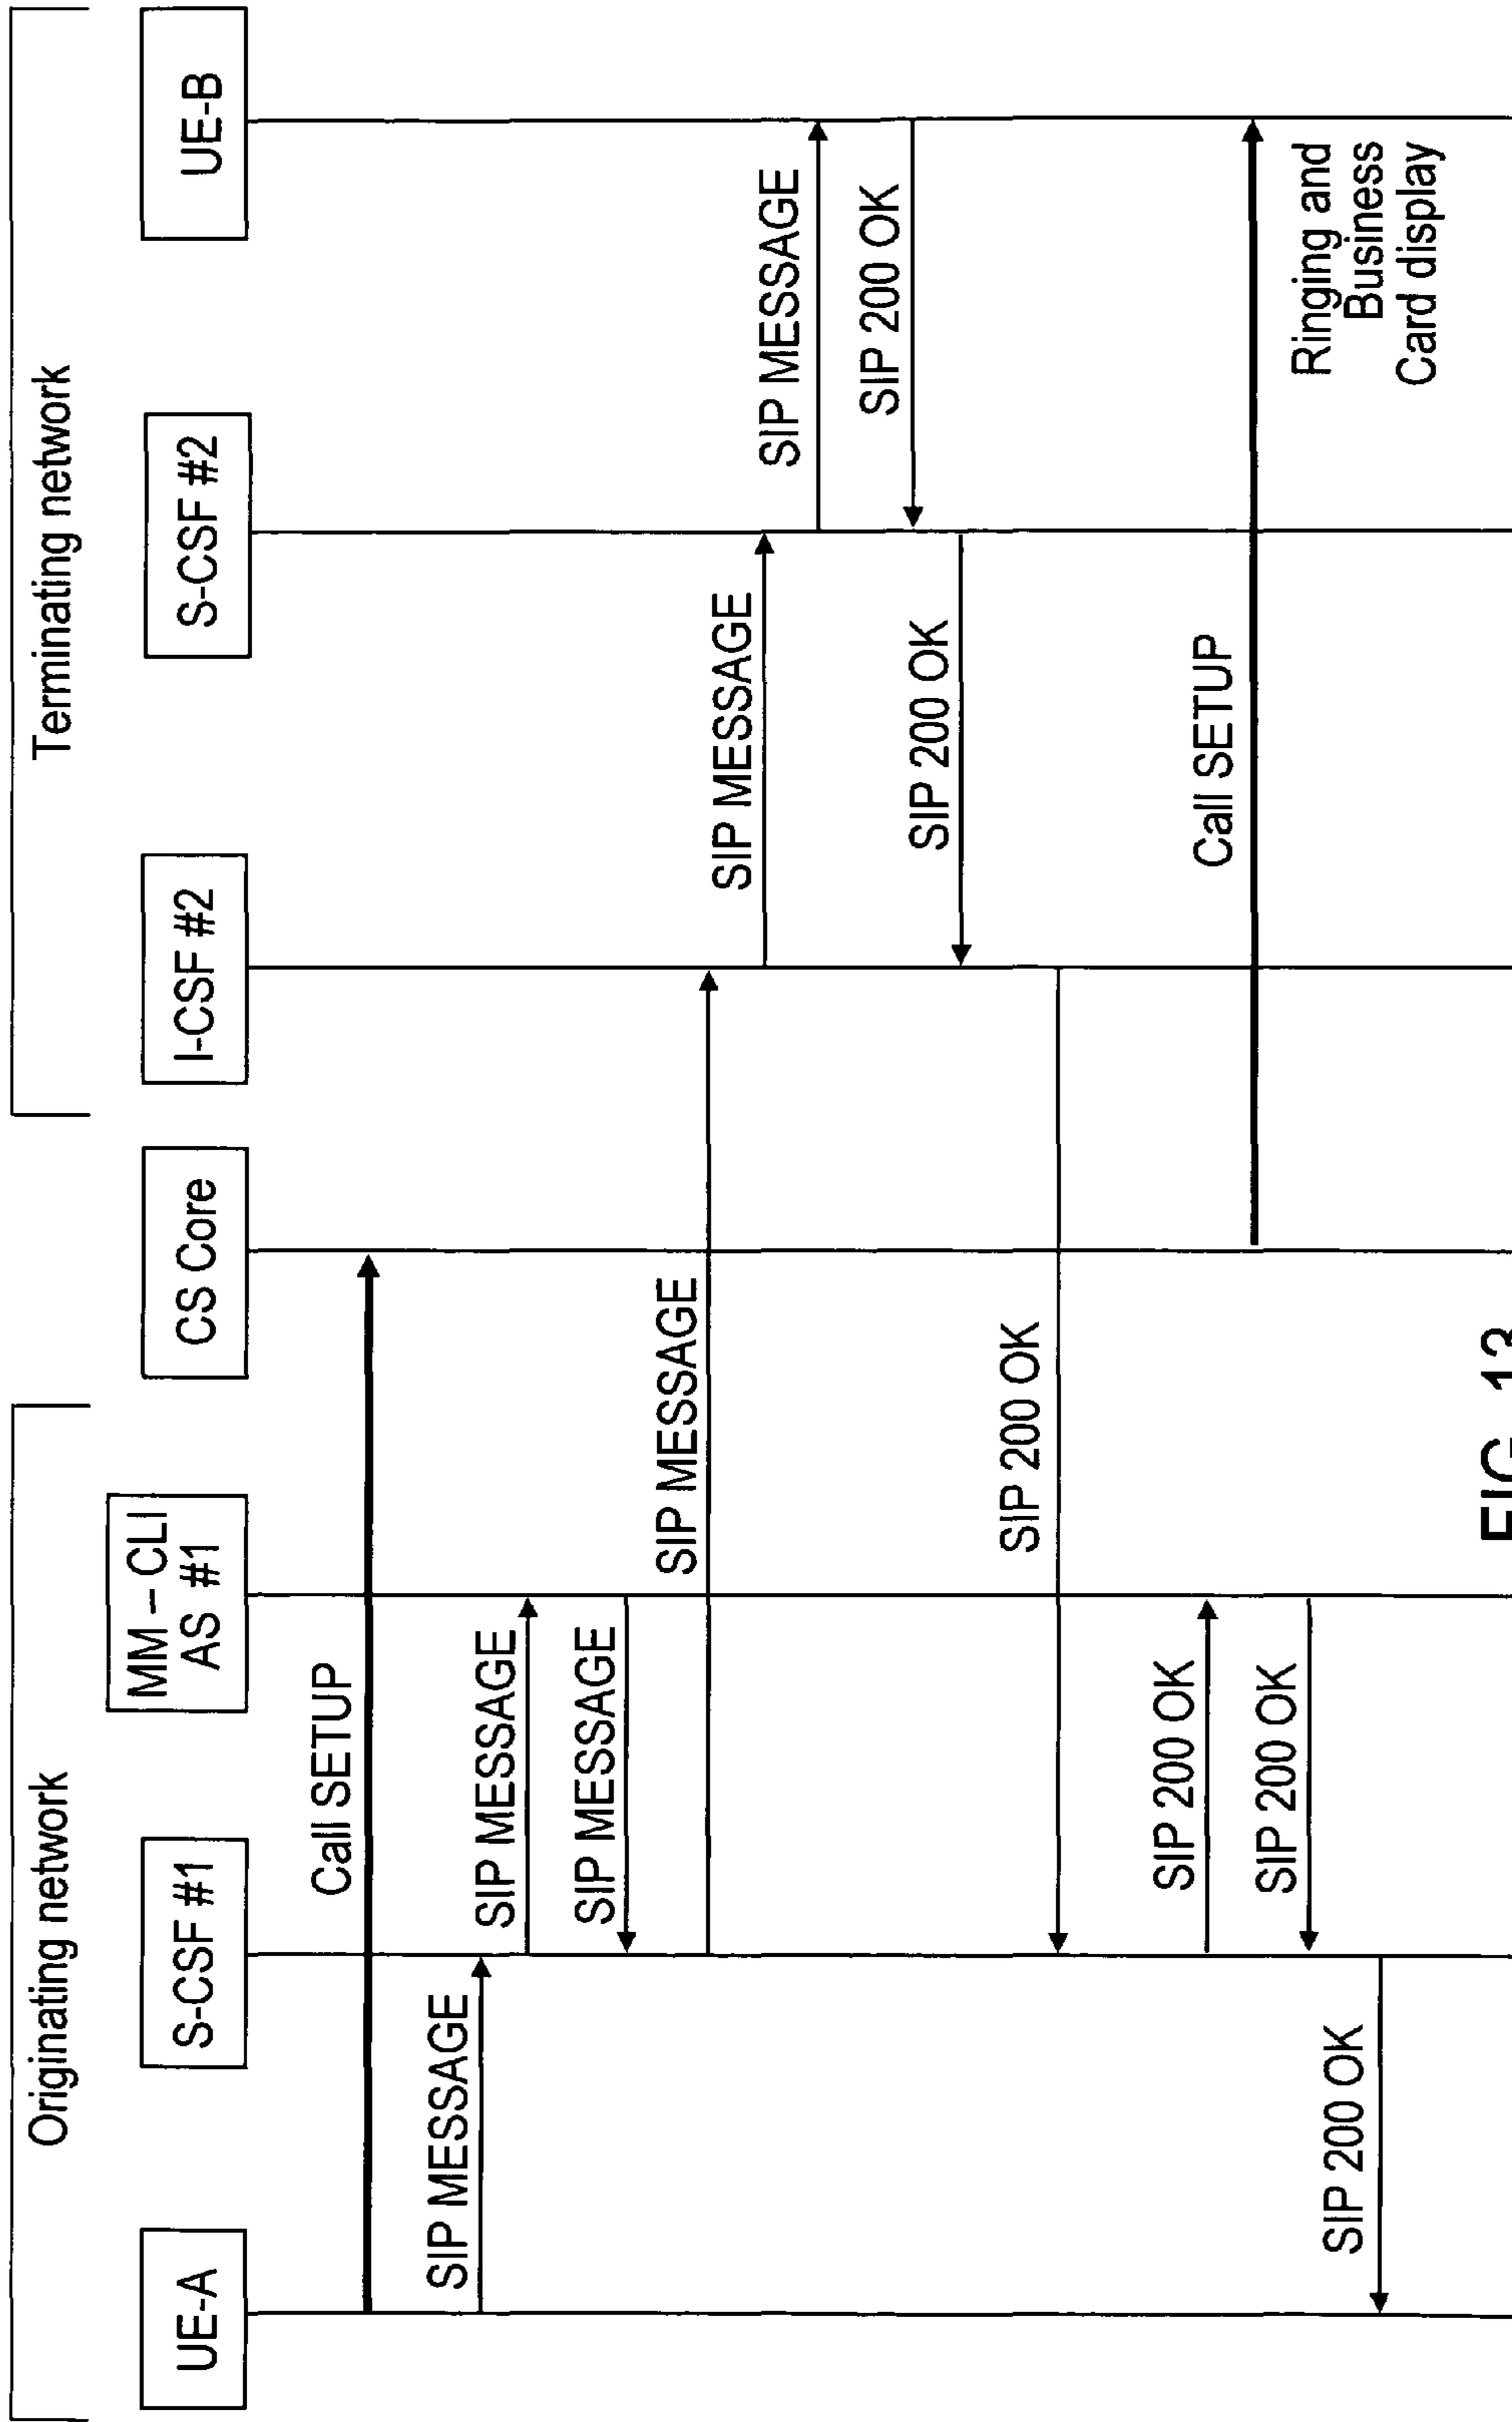 Originating network
Terminating network
UE-A
S-CSF #1
MM – CLI
AS #1
CS Core
I-CSF #2
S-CSF #2
UE-B
Call SETUP
SIP MESSAGE
SIP MESSAGE
SIP MESSAGE
SIP MESSAGE
SIP MESSAGE
SIP MESSAGE
SIP 200 OK
SIP 200 OK
SIP 200 OK
SIP 200 OK
Call SETUP
SIP 200 OK
Ringing and
Business
Card display
SIP 200 OK
FIG. 13